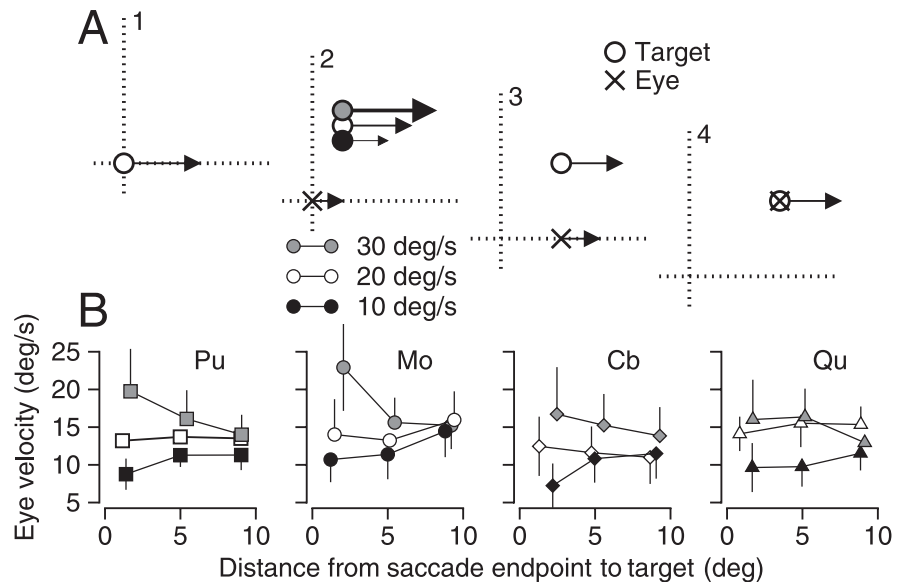 A
1
2
3
4
Target
Eye
30 deg/s
20 deg/s
10 deg/s
B
Pu
Mo
Cb
Qu
Eye velocity (deg/s)
25
20
15
10
5
0 5 10
0 5 10
0 5 10
0 5 10
Distance from saccade endpoint to target (deg)